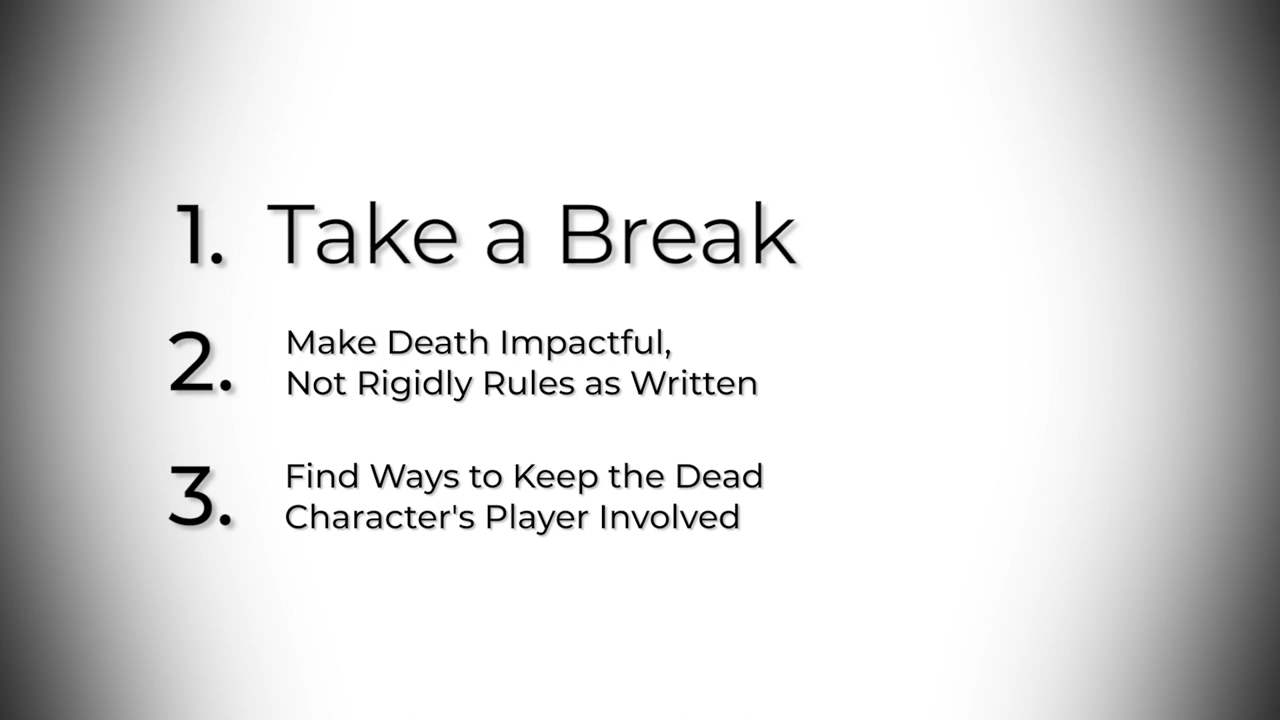 1. Take a Break
2. Make Death Impactful,
Not Rigidly Rules as Written
3. Find Ways to Keep the Dead
Character's Player Involved